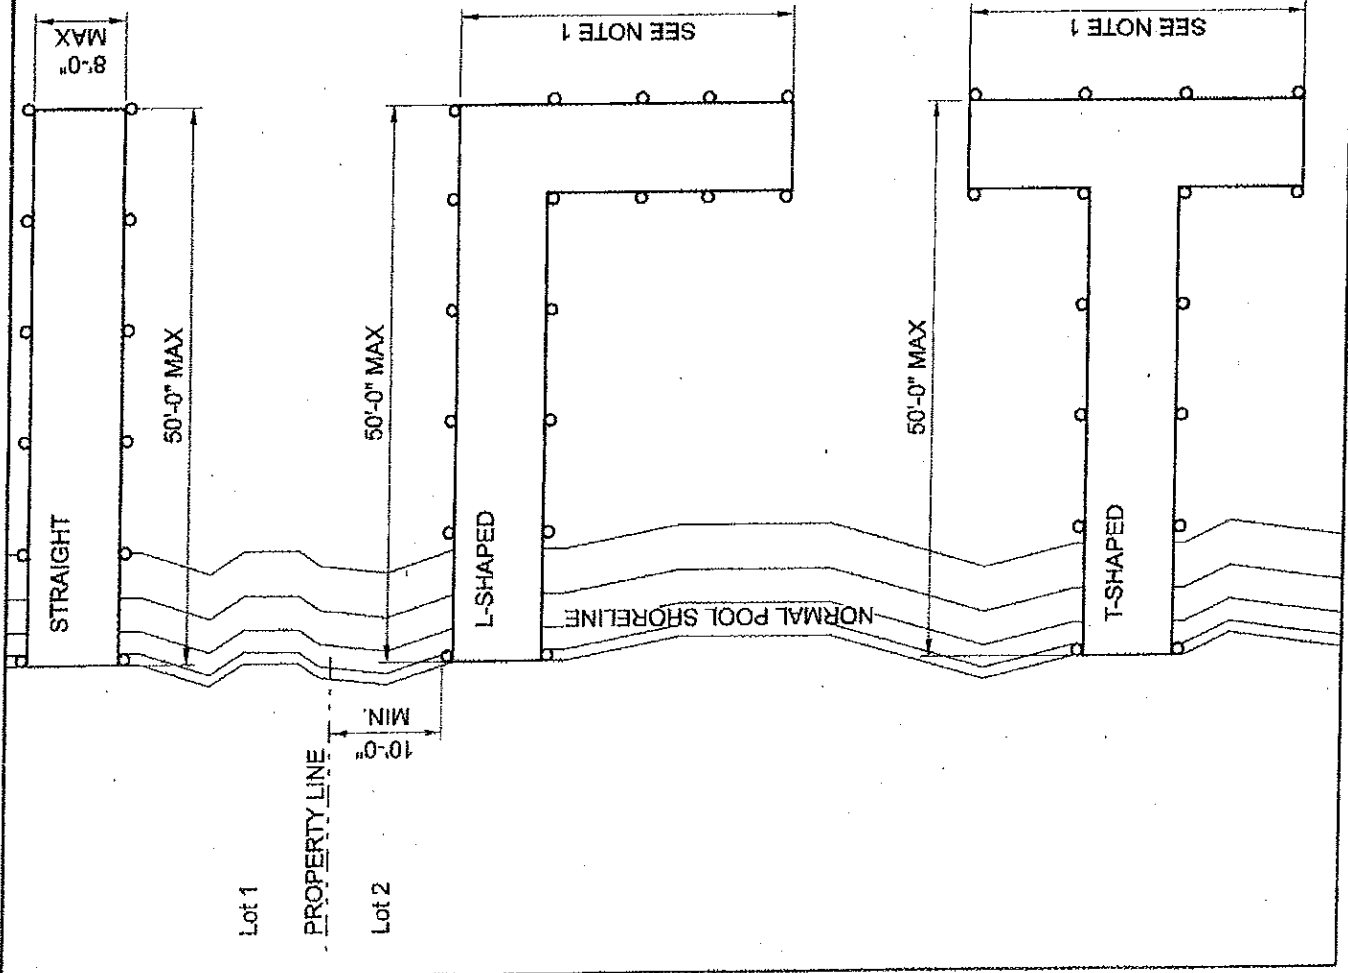 8'-0"
MAX
STRAIGHT
50'-0" MAX
Lot 1
PROPERTY LINE
Lot 2
10'-0"
MIN.
50'-0" MAX
L-SHAPED
SEE NOTE 1
NORMAL POOL SHORELINE
50'-0" MAX
T-SHAPED
SEE NOTE 1